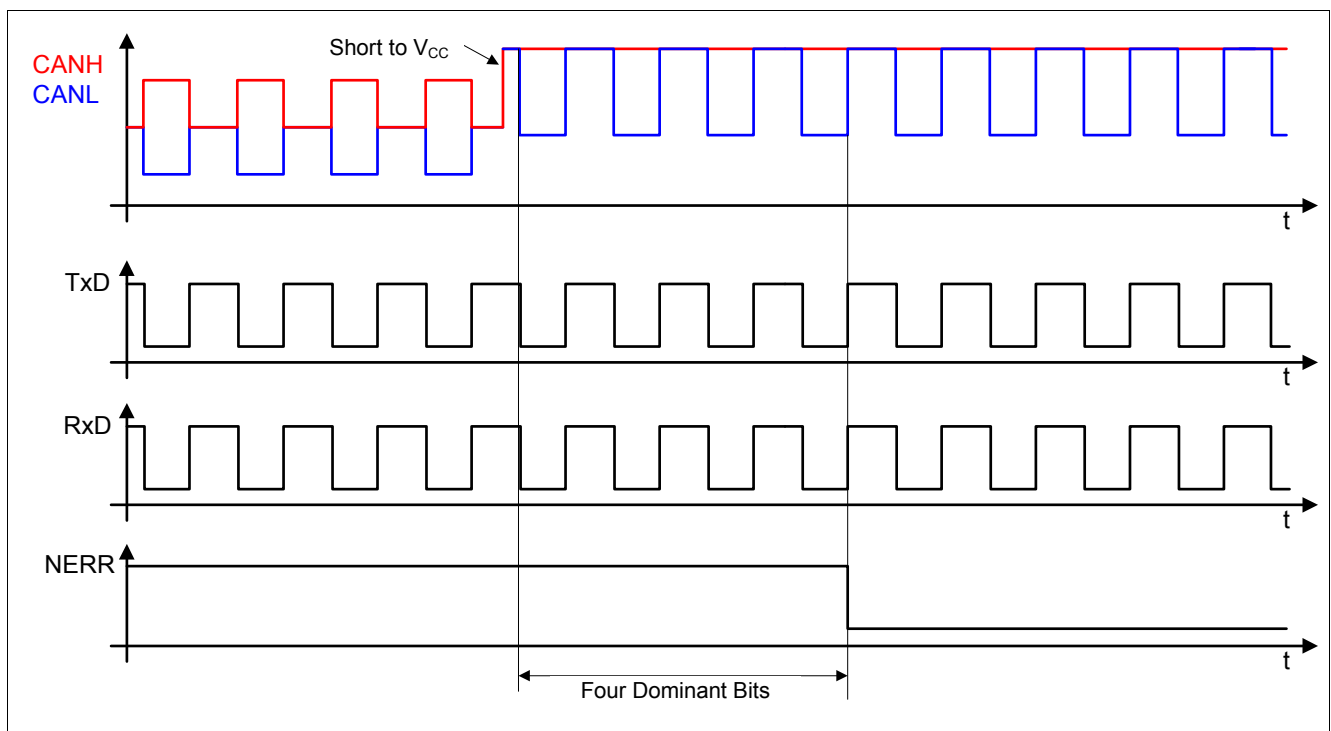 Short to VCC
CANH
CANL
t
TxD
t
RxD
t
NERR
t
Four Dominant Bits